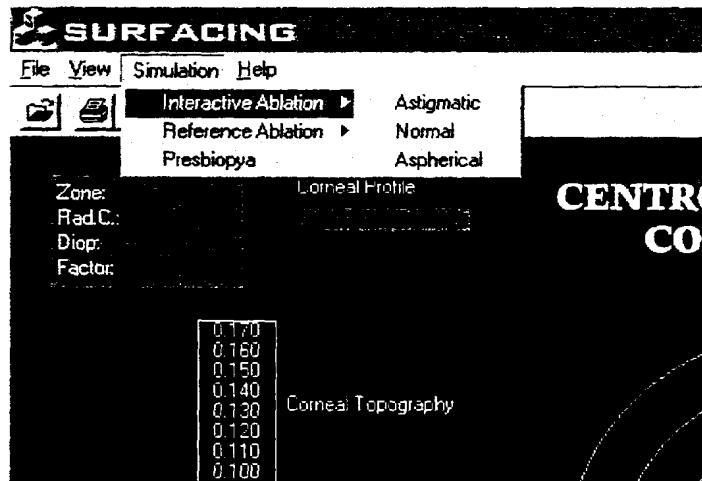 SURFACING
File View Simulation Help
Interactive Ablation Astigmatic
Reference Ablation Normal
Presbiopya Aspherical
Zone: Corneal Profile
Rad.C.:
Diop:
Factor:
CENTRO
CO
0.170
0.160
0.150
0.140
0.130 Corneal Topography
0.120
0.110
0.100